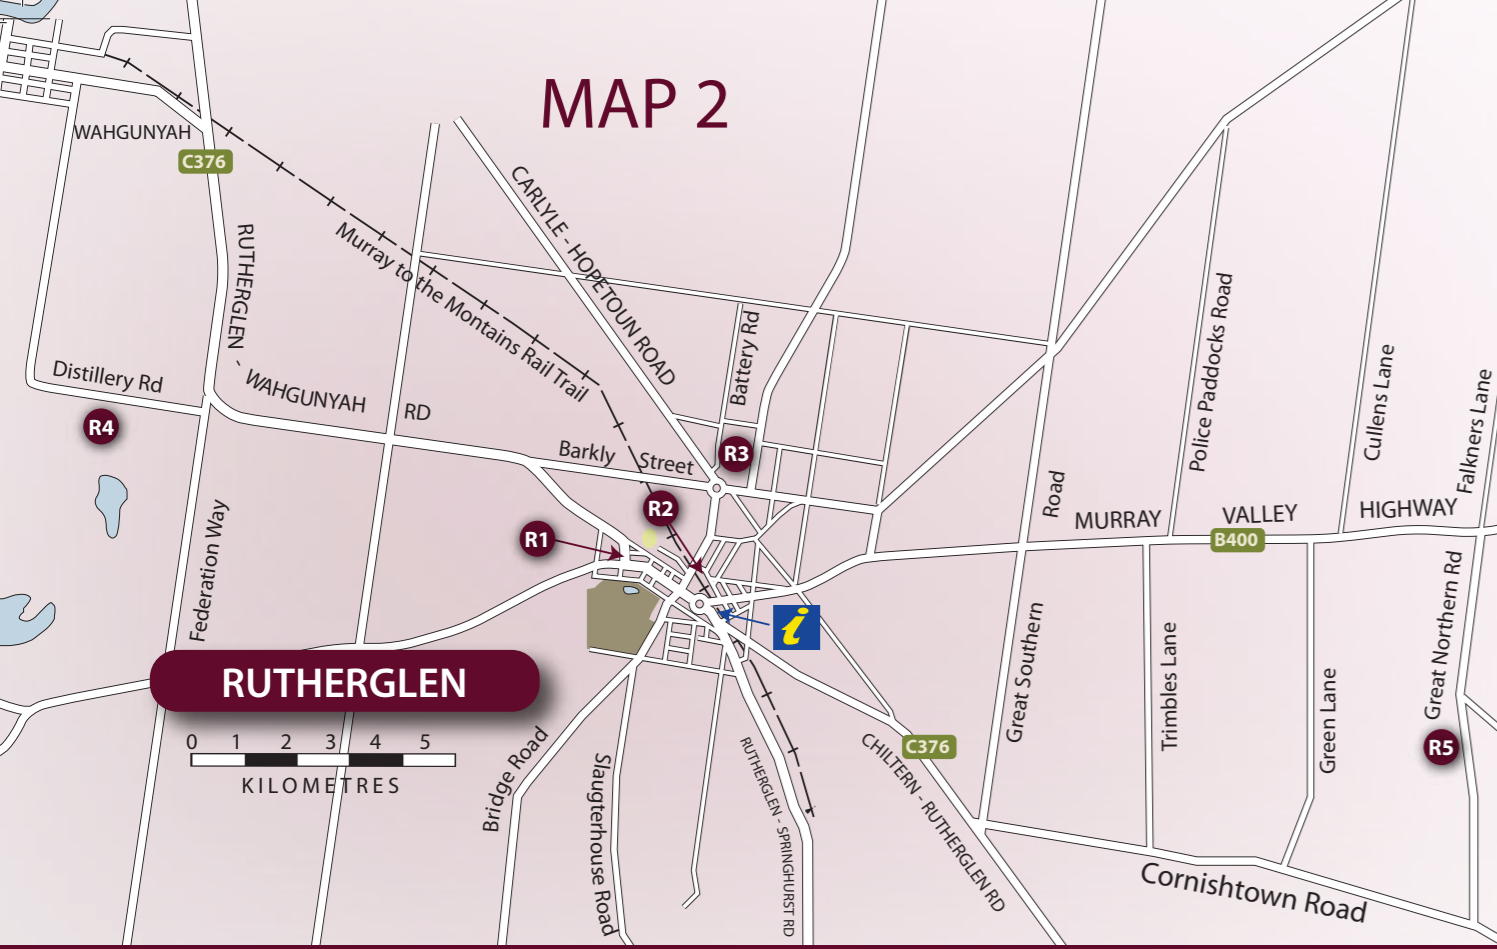 MAP 2
WAHGUNYAH
C376
CARLYLE - HOPETOUN ROAD
RUTHERGLEN - WAHGUNYAH RD
Murray to the Montains Rail Trail
Battery Rd
Police Paddocks Road
Cullens Lane
Falkners Lane
Distillery Rd
R4
Barkly Street
R3
R2
R1
Federation Way
Great Southern Road
MURRAY VALLEY HIGHWAY
B400
i
Great Northern Rd
Trimbles Lane
Green Lane
R5
RUTHERGLEN
0 1 2 3 4 5
KILOMETRES
Bridge Road
Slaugterhouse Road
RUTHERGLEN - SPRINGHURST RD
CHILTERN - RUTHERGLEN RD
C376
Cornishtown Road